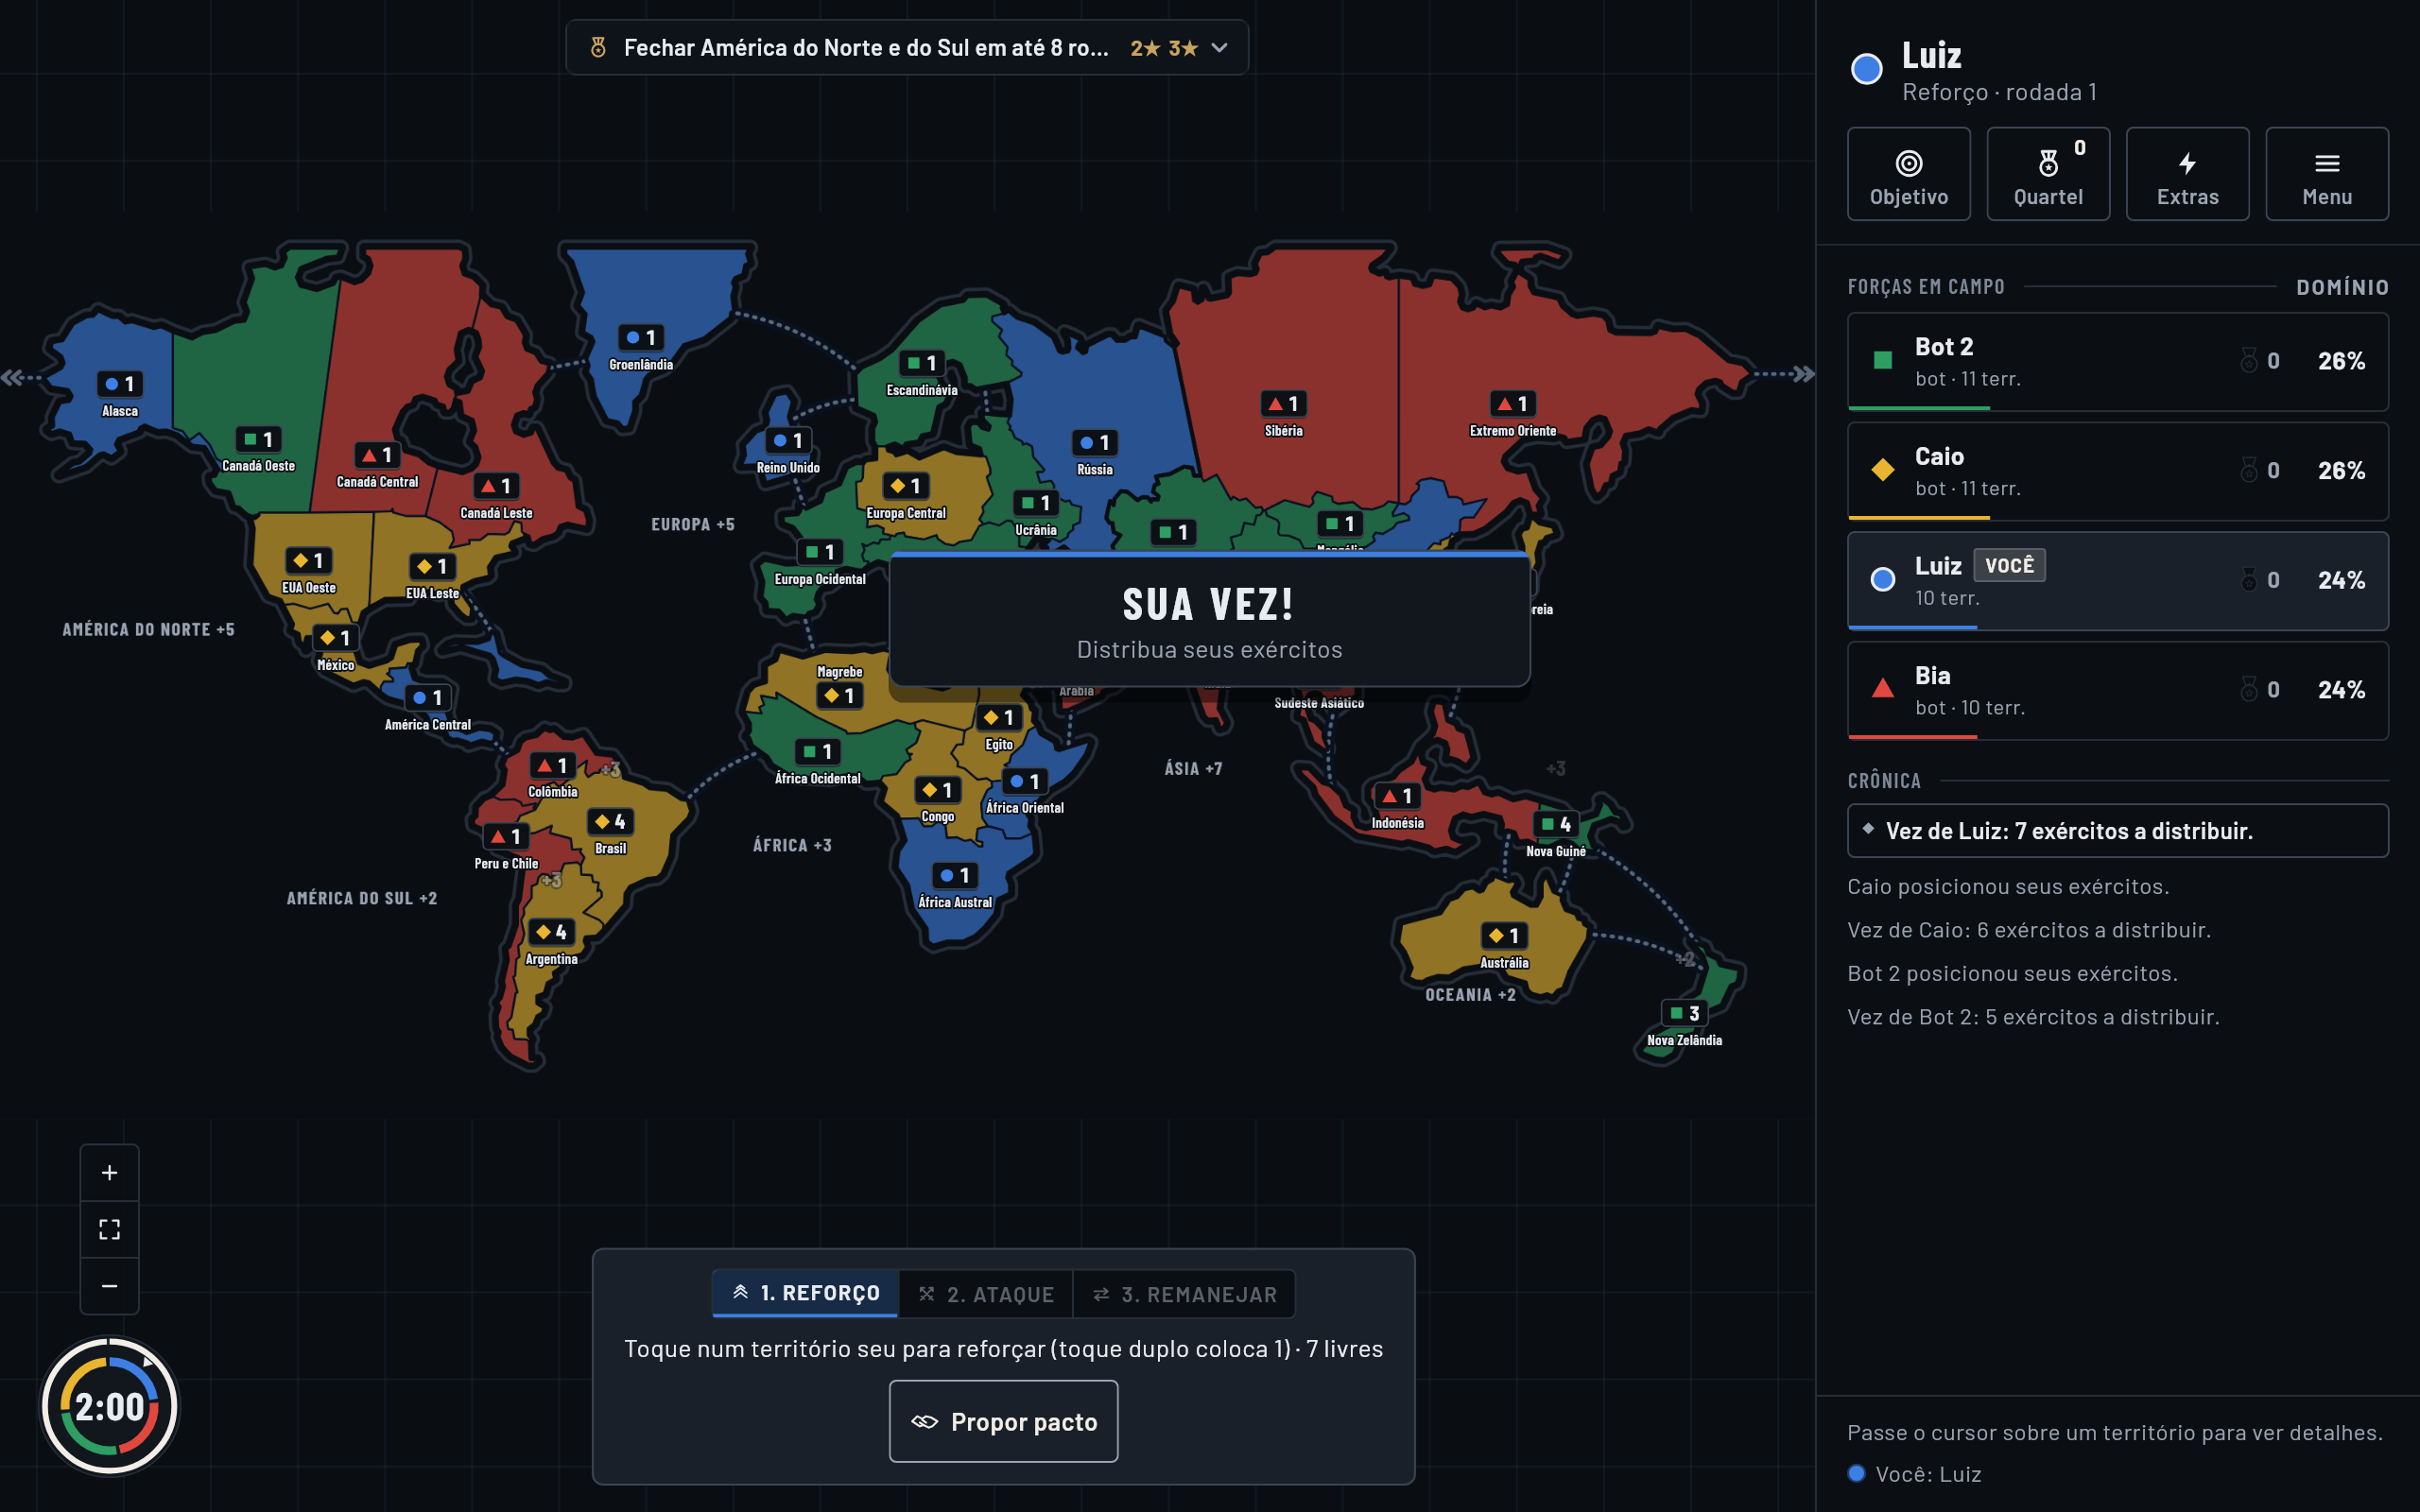 Fechar América do Norte e do Sul em até 8 ro... 2★ 3★
Luiz
Reforço · rodada 1
Objetivo
0
Quartel
Extras
Menu
FORÇAS EM CAMPO
DOMÍNIO
Bot 2
bot · 11 terr.
0
26%
Caio
bot · 11 terr.
0
26%
Luiz VOCÊ
10 terr.
0
24%
Bia
bot · 10 terr.
0
24%
CRÔNICA
Vez de Luiz: 7 exércitos a distribuir.
Caio posicionou seus exércitos.
Vez de Caio: 6 exércitos a distribuir.
Bot 2 posicionou seus exércitos.
Vez de Bot 2: 5 exércitos a distribuir.
Passe o cursor sobre um território para ver detalhes.
Você: Luiz
1
Groenlândia
1
Alasca
1
Canadá Oeste
1
Canadá Central
1
Canadá Leste
1
Escandinávia
1
Reino Unido
1
Rússia
1
Sibéria
1
Extremo Oriente
1
Europa Central
1
Ucrânia
1
1
EUROPA +5
1
Europa Ocidental
1
EUA Oeste
1
EUA Leste
AMÉRICA DO NORTE +5
1
México
1
América Central
SUA VEZ!
Distribua seus exércitos
Magrebe
1
Arábia
Sudeste Asiático
1
Egito
1
África Ocidental
1
África Oriental
1
Congo
1
África Austral
ÁFRICA +3
ÁSIA +7
1
Colômbia
+3
4
Brasil
1
Peru e Chile
+3
4
Argentina
AMÉRICA DO SUL +2
+3
1
Indonésia
4
Nova Guiné
1
Austrália
OCEANIA +2
+2
3
Nova Zelândia
+
−
2:00
1. REFORÇO
2. ATAQUE
3. REMANEJAR
Toque num território seu para reforçar (toque duplo coloca 1) · 7 livres
Propor pacto